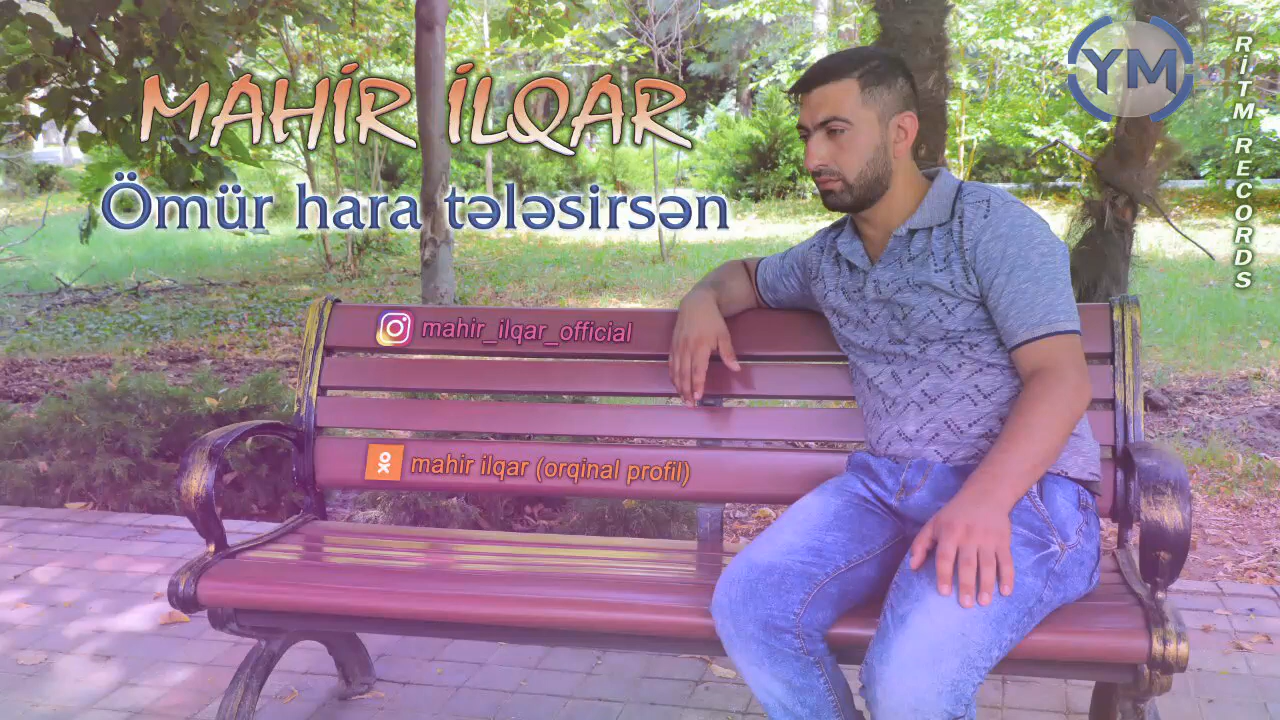 MAHİR İLQAR
Ömür hara tələsirsən
mahir_ilqar_official
mahir ilqar (orqinal profil)
YM
RİTM RECORDS